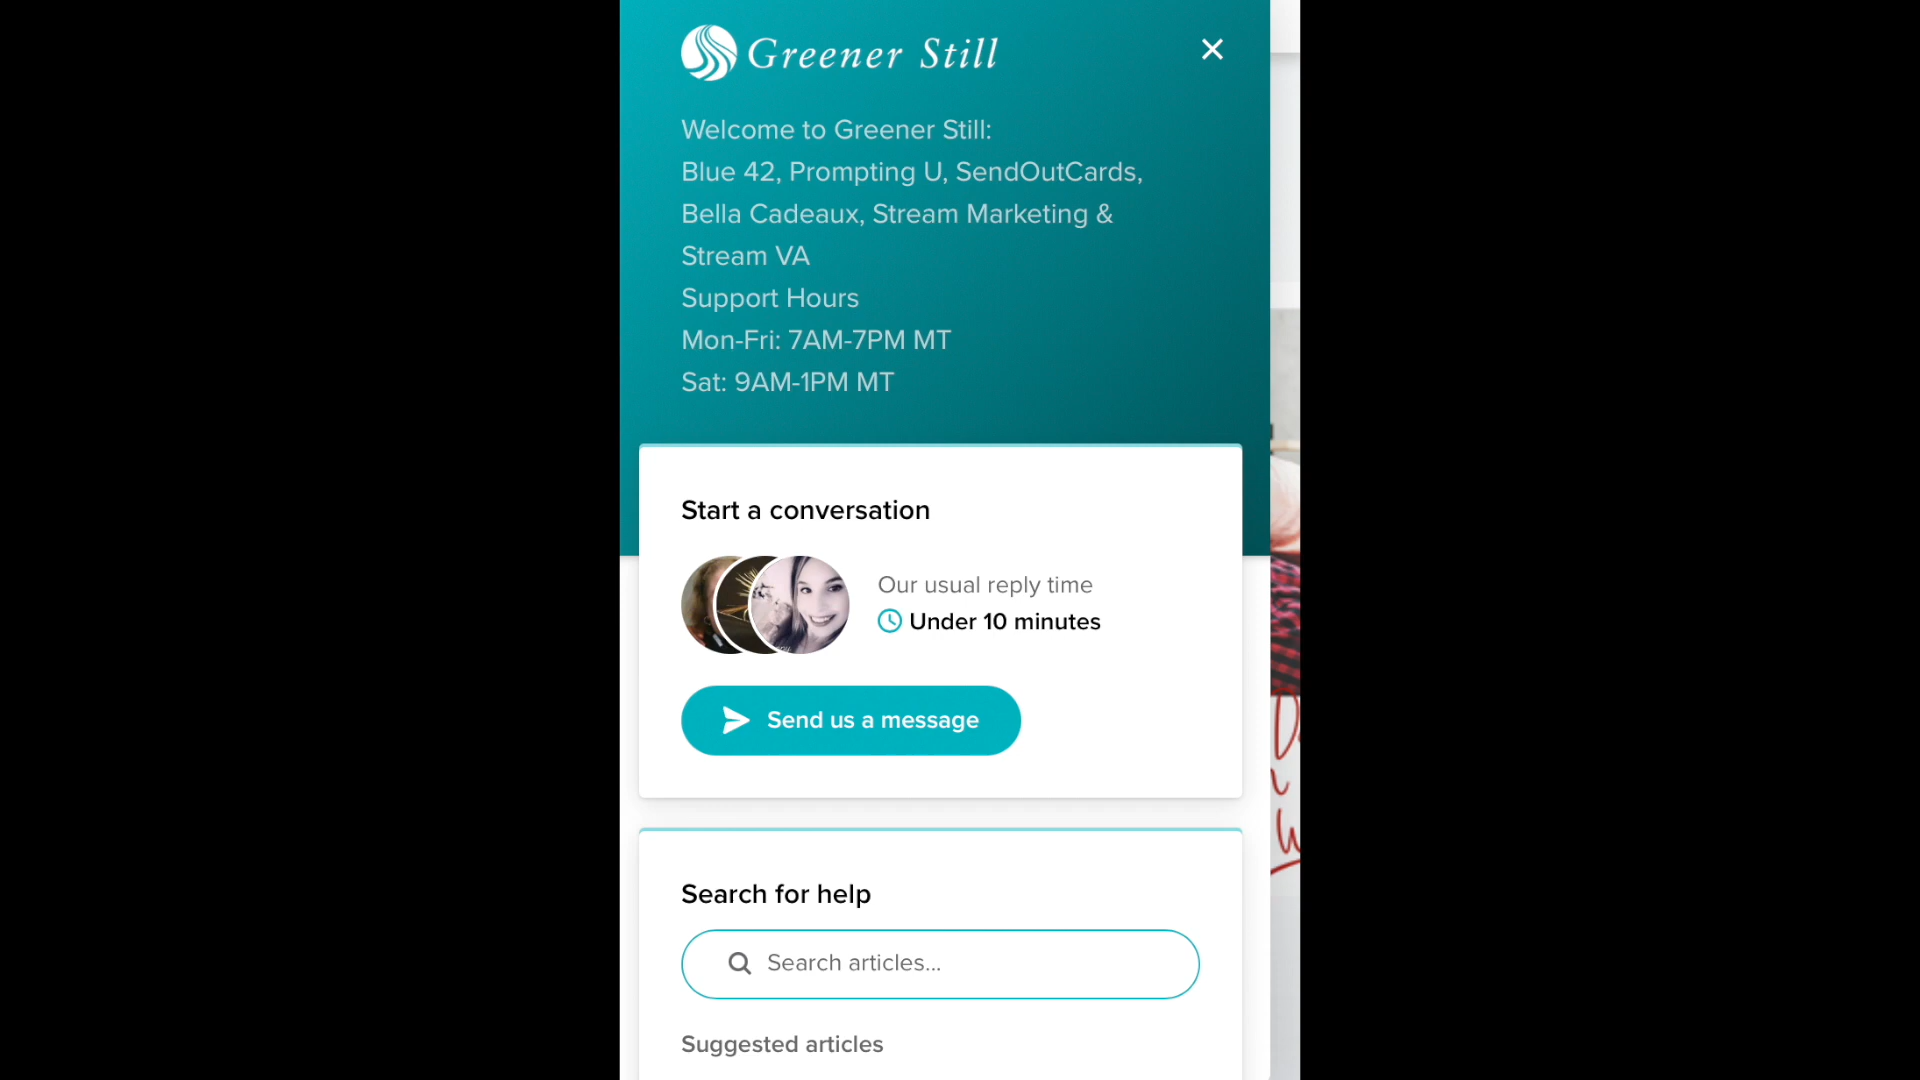 Greener Still
Welcome to Greener Still:
Blue 42, Prompting U, SendOutCards,
Bella Cadeaux, Stream Marketing &
Stream VA
Support Hours
Mon-Fri: 7AM-7PM MT
Sat: 9AM-1PM MT
Start a conversation
Our usual reply time
Under 10 minutes
Send us a message
Search for help
Search articles...
Suggested articles